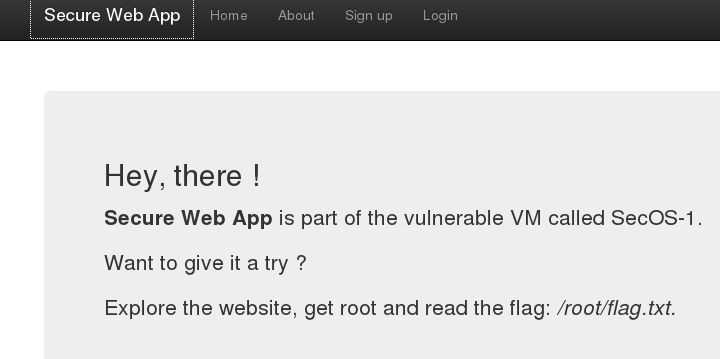 Secure Web App Home About Sign up Login
Hey, there !
Secure Web App is part of the vulnerable VM called SecOS-1.
Want to give it a try ?
Explore the website, get root and read the flag: /root/flag.txt.